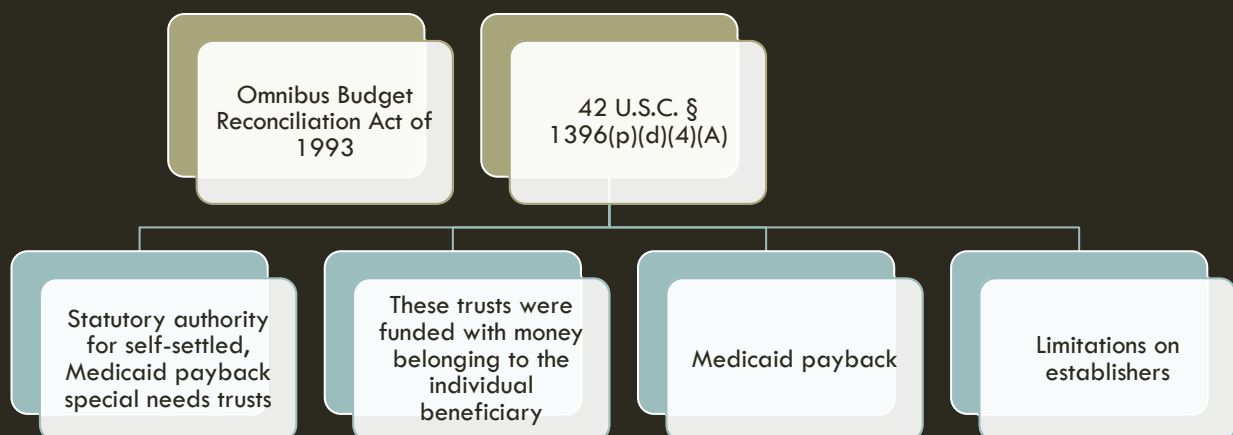 Omnibus Budget
Reconciliation Act of
1993
42 U.S.C. §
1396(p)(d)(4)(A)
Statutory authority
for self-settled,
Medicaid payback
special needs trusts
These trusts were
funded with money
belonging to the
individual
beneficiary
Medicaid payback
Limitations on
establishers